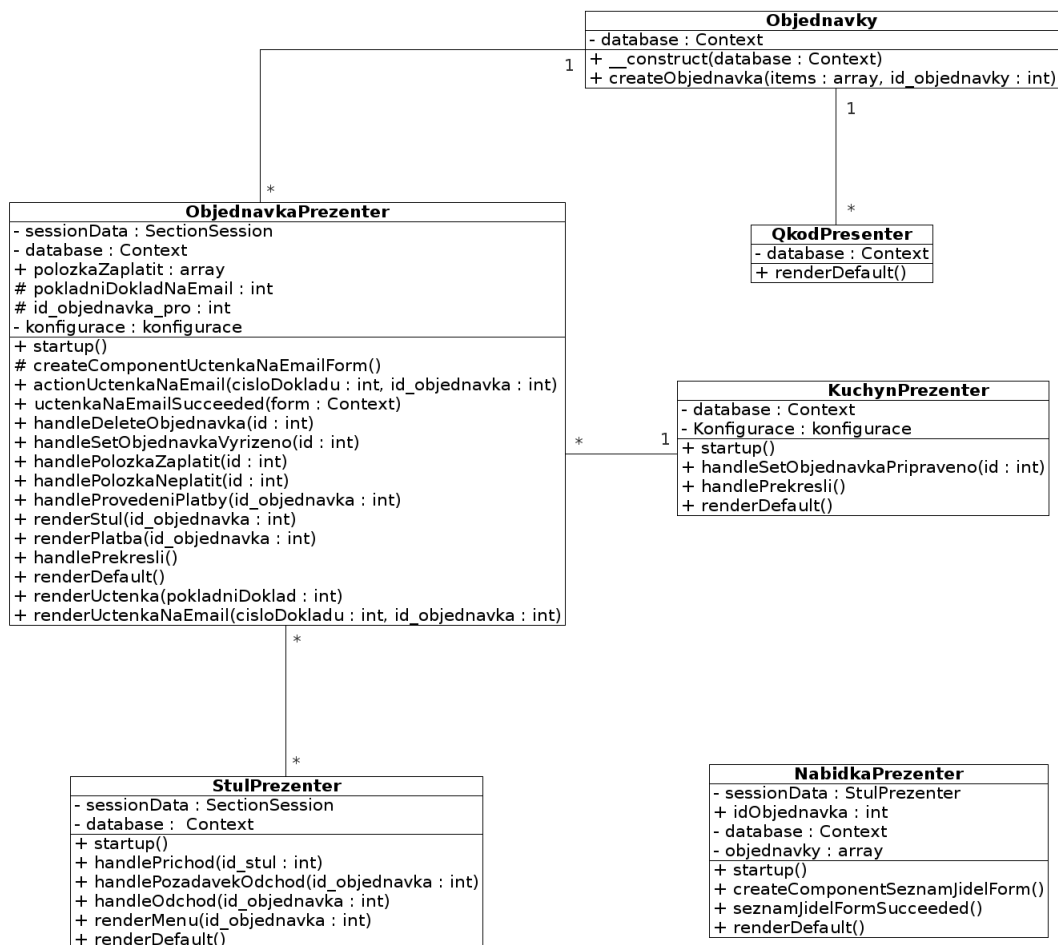 Objednavky
- database : Context
+ __construct(database : Context)
+ createObjednavka(items : array, id_objednavky : int)
1
1
*
*
ObjednavkaPrezenter
- sessionData : SectionSession
- database : Context
+ polozkaZaplatit : array
# pokladniDokladNaEmail : int
# id_objednavka_pro : int
- konfigurace : konfigurace
+ startup()
# createComponentUctenkaNaEmailForm()
+ actionUctenkaNaEmail(cisloDokladu : int, id_objednavka : int)
+ uctenkaNaEmailSucceeded(form : Context)
+ handleDeleteObjednavka(id : int)
+ handleSetObjednavkaVyrizeno(id : int)
+ handlePolozkaZaplatit(id : int)
+ handlePolozkaNeplatit(id : int)
+ handleProvedeniPlatby(id_objednavka : int)
+ renderStul(id_objednavka : int)
+ renderPlatba(id_objednavka : int)
+ handlePrekresli()
+ renderDefault()
+ renderUctenka(pokladniDoklad : int)
+ renderUctenkaNaEmail(cisloDokladu : int, id_objednavka : int)
QkodPresenter
- database : Context
+ renderDefault()
*
1
KuchynPrezenter
- database : Context
- Konfigurace : konfigurace
+ startup()
+ handleSetObjednavkaPripraveno(id : int)
+ handlePrekresli()
+ renderDefault()
*
*
StulPrezenter
- sessionData : SectionSession
- database :  Context
+ startup()
+ handlePrichod(id_stul : int)
+ handlePozadavekOdchod(id_objednavka : int)
+ handleOdchod(id_objednavka : int)
+ renderMenu(id_objednavka : int)
+ renderDefault()
NabidkaPrezenter
- sessionData : StulPrezenter
+ idObjednavka : int
- database : Context
- objednavky : array
+ startup()
+ createComponentSeznamJidelForm()
+ seznamJidelFormSucceeded()
+ renderDefault()